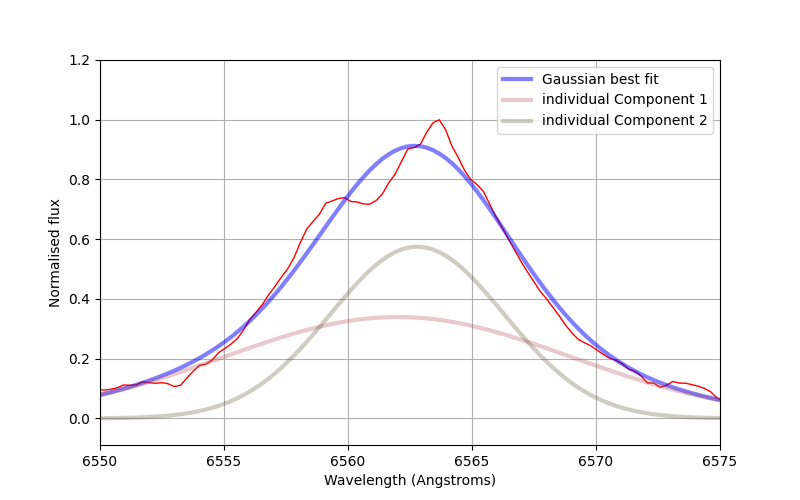 1.2
1.0
0.8
0.6
0.4
0.2
0.0
Normalised flux
Gaussian best fit
individual Component 1
individual Component 2
6550 6555 6560 6565 6570 6575
Wavelength (Angstroms)